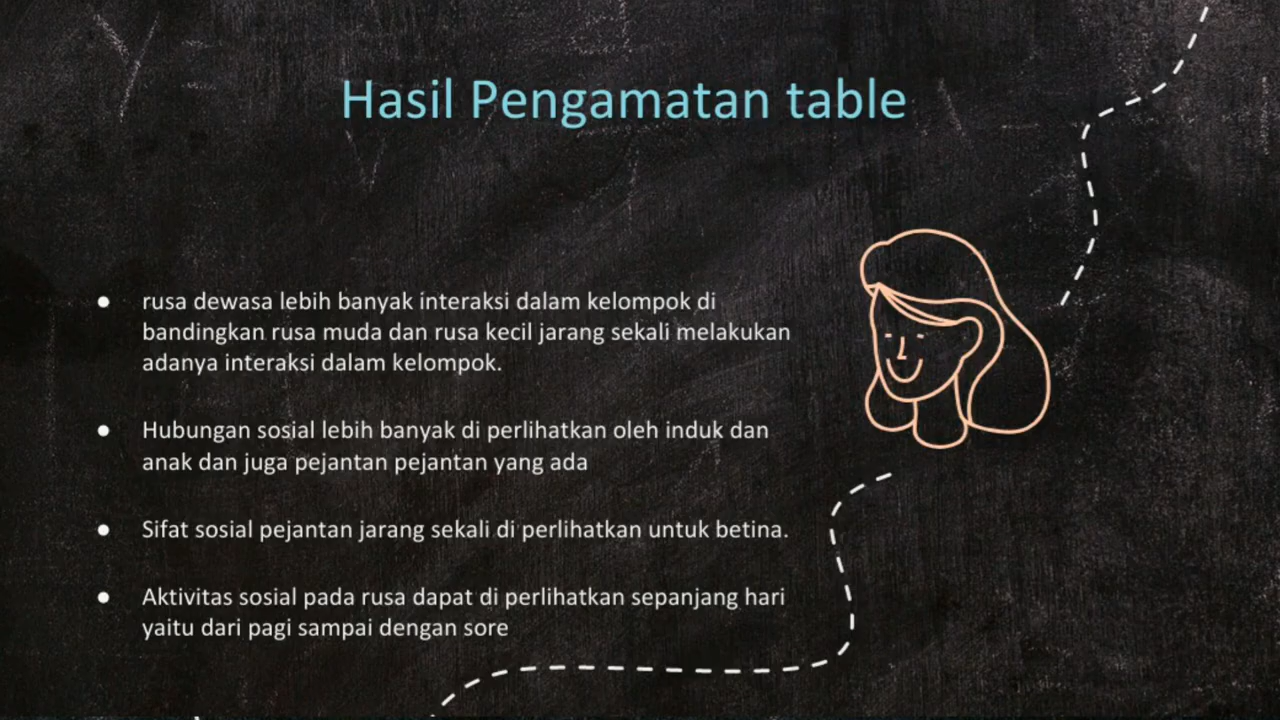 Hasil Pengamatan table
● rusa dewasa lebih banyak interaksi dalam kelompok di
bandingkan rusa muda dan rusa kecil jarang sekali melakukan
adanya interaksi dalam kelompok.
● Hubungan sosial lebih banyak di perlihatkan oleh induk dan
anak dan juga pejantan pejantan yang ada
● Sifat sosial pejantan jarang sekali di perlihatkan untuk betina.
● Aktivitas sosial pada rusa dapat di perlihatkan sepanjang hari
yaitu dari pagi sampai dengan sore